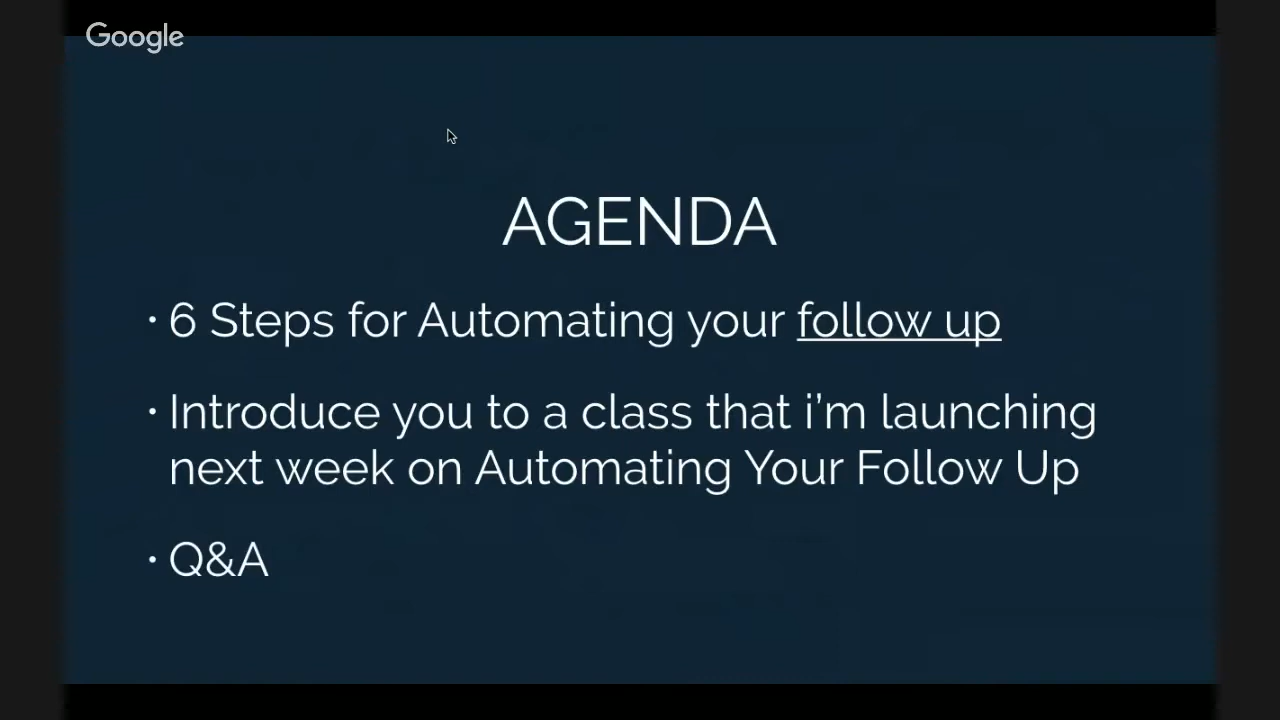 Google
AGENDA
• 6 Steps for Automating your follow up
• Introduce you to a class that i'm launching
next week on Automating Your Follow Up
• Q&A